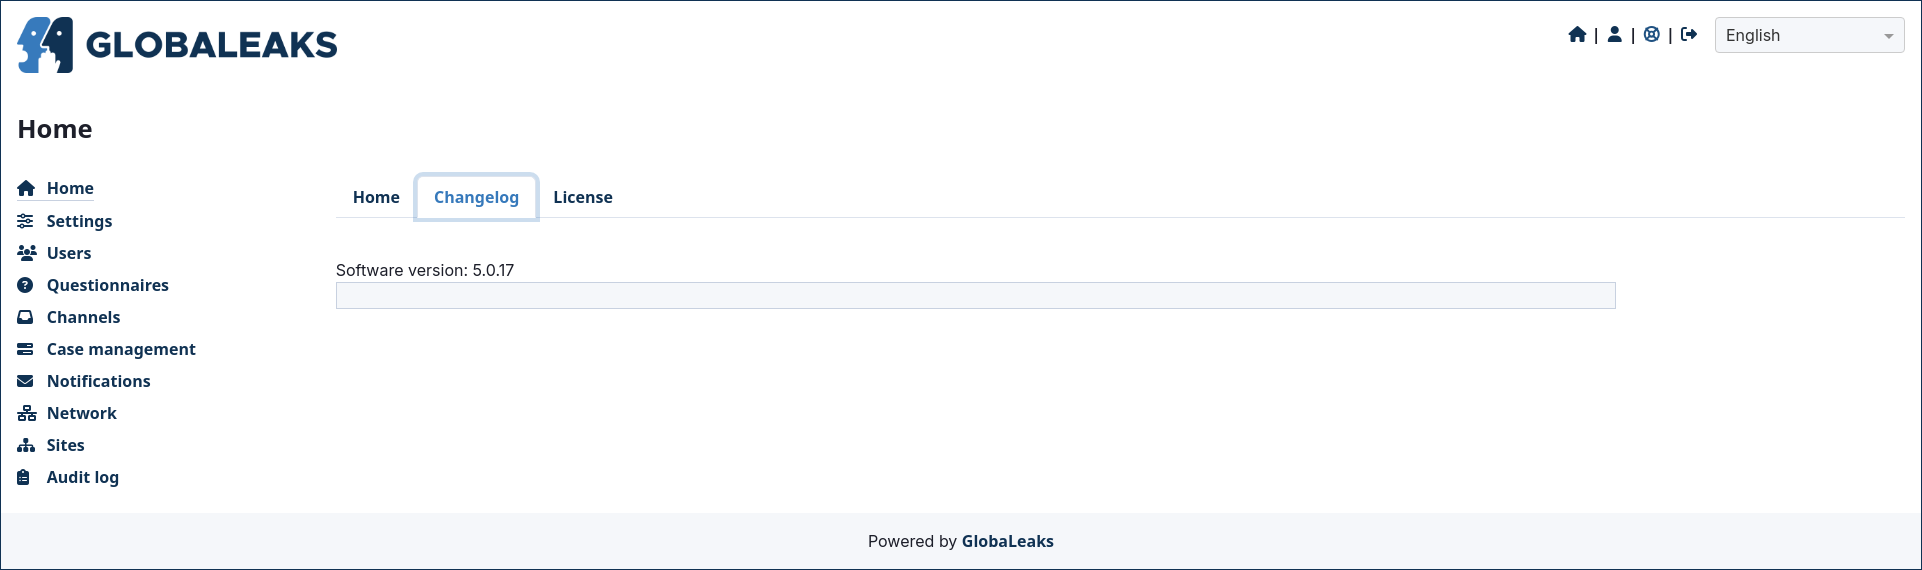 GLOBALEAKS
| | | English
Home
Home
Settings
Users
Questionnaires
Channels
Case management
Notifications
Network
Sites
Audit log
Home Changelog License
Software version: 5.0.17
Powered by GlobaLeaks